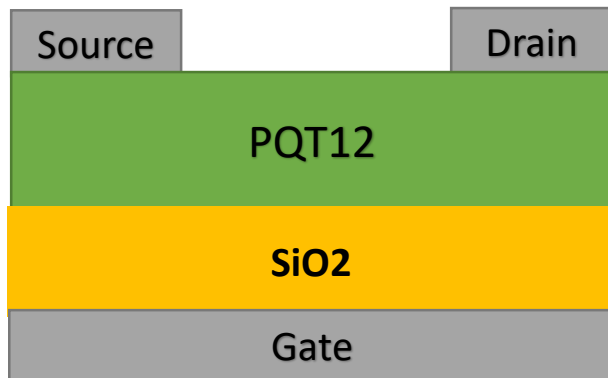 Source
Drain
PQT12
SiO2
Gate